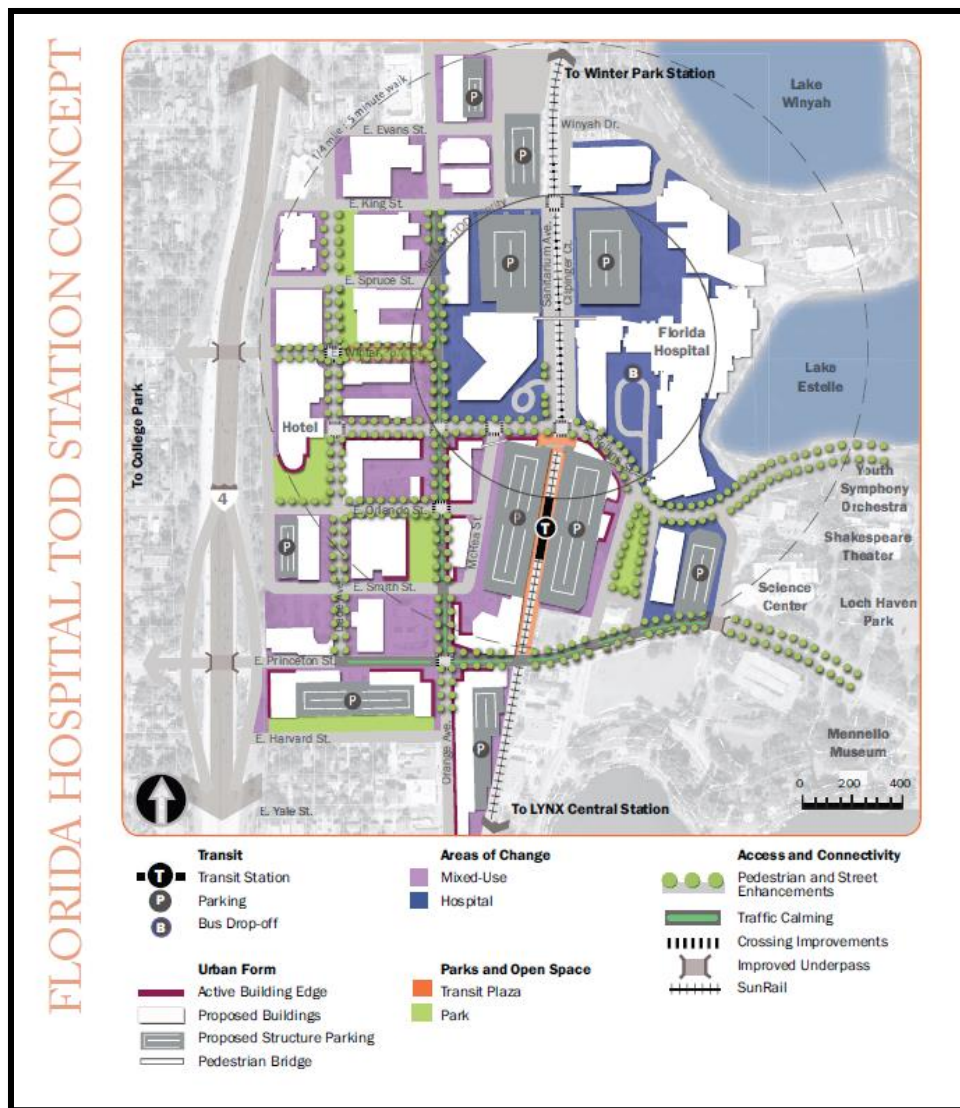 FLORIDA HOSPITAL TOD STATION CONCEPT
To Winter Park Station
Lake
Winyah
1/4 mile / 5 minute walk
Winyah Dr.
E. Evans St.
P
P
E. King St.
TOD
Sanitarium Ave.
Clipinger Ct.
P
P
E. Spruce St.
Florida
Hospital
B
Lake
Estelle
Winter
Hotel
To College Park
4
Youth
Symphony
Orchestra
E. Orlando St.
P
P
T
P
McRea St.
Shakespeare
Theater
P
E. Smith St.
Science
Center
Loch Haven
Park
E. Princeton St.
P
Mennello
Museum
E. Harvard St.
Orange Ave.
P
0 200 400
E. Yale St.
To LYNX Central Station
Transit
T Transit Station
P Parking
B Bus Drop-off
Urban Form
Active Building Edge
Proposed Buildings
Proposed Structure Parking
Pedestrian Bridge
Areas of Change
Mixed-Use
Hospital
Parks and Open Space
Transit Plaza
Park
Access and Connectivity
Pedestrian and Street
Enhancements
Traffic Calming
Crossing Improvements
Improved Underpass
SunRail